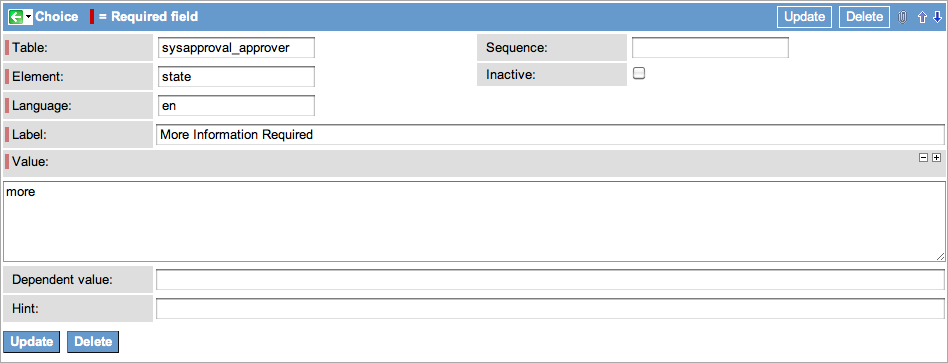 Choice = Required field Update Delete
Table: sysapproval_approver Sequence:
Element: state Inactive:
Language: en
Label: More Information Required
Value:
more
Dependent value:
Hint:
Update Delete